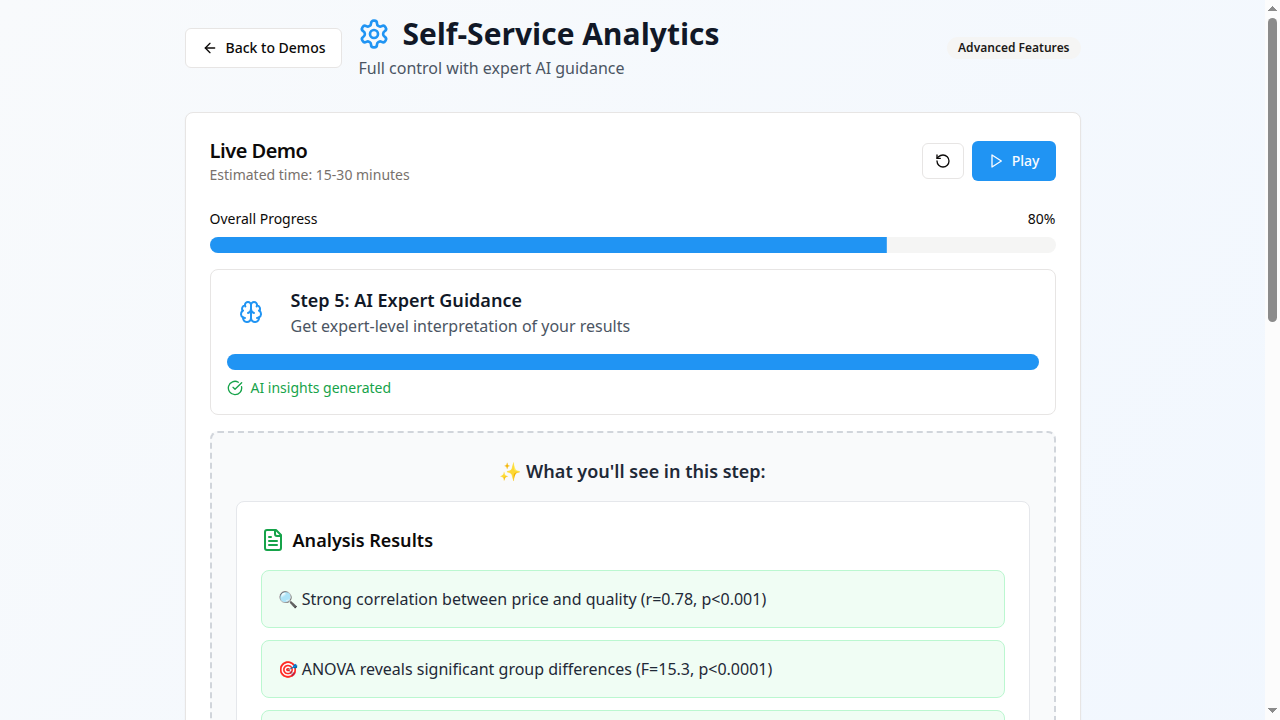 Back to Demos
Self-Service Analytics
Full control with expert AI guidance
Advanced Features
Live Demo
Estimated time: 15-30 minutes
Play
Overall Progress
80%
Step 5: AI Expert Guidance
Get expert-level interpretation of your results
AI insights generated
✨ What you'll see in this step:
Analysis Results
🔍 Strong correlation between price and quality (r=0.78, p<0.001)
🎯 ANOVA reveals significant group differences (F=15.3, p<0.0001)